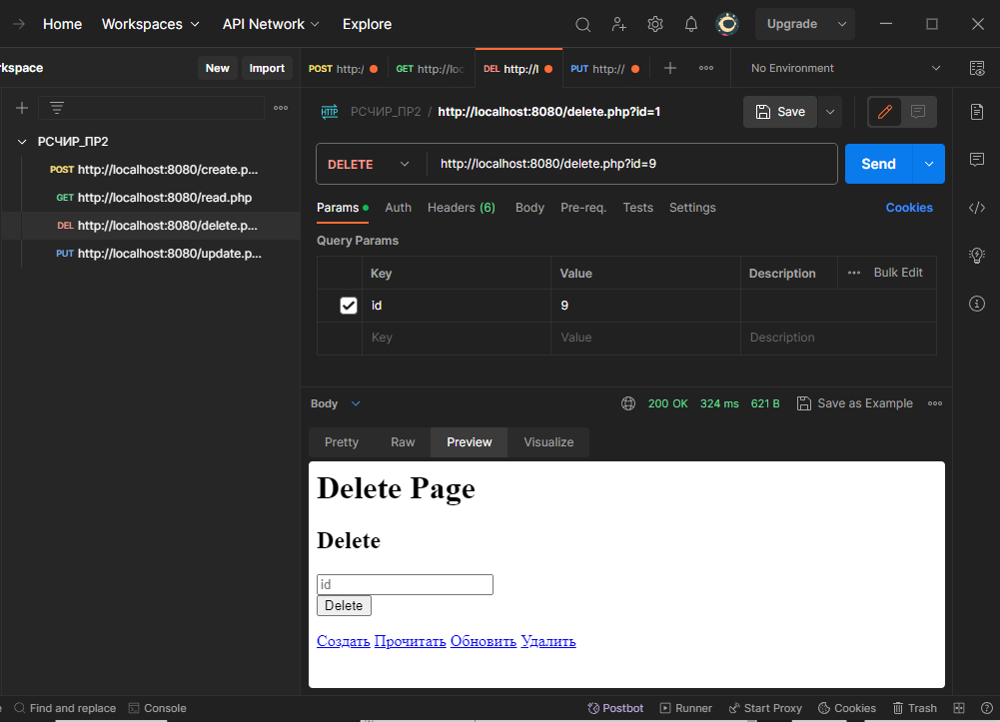 Home Workspaces API Network Explore Upgrade
kspace New Import POST http:/ GET http://loc DEL http://l PUT http:// No Environment
РСЧИР_ПР2 / http://localhost:8080/delete.php?id=1 Save
РСЧИР_ПР2
POST http://localhost:8080/create.p...
GET http://localhost:8080/read.php
DEL http://localhost:8080/delete.p...
PUT http://localhost:8080/update.p...
DELETE http://localhost:8080/delete.php?id=9 Send
Params Auth Headers (6) Body Pre-req. Tests Settings Cookies
Query Params
Key Value Description Bulk Edit
id 9
Key Value Description
Body 200 OK 324 ms 621 B Save as Example
Pretty Raw Preview Visualize
Delete Page
Delete
id
Delete
Создать Прочитать Обновить Удалить
Find and replace Console Postbot Runner Start Proxy Cookies Trash